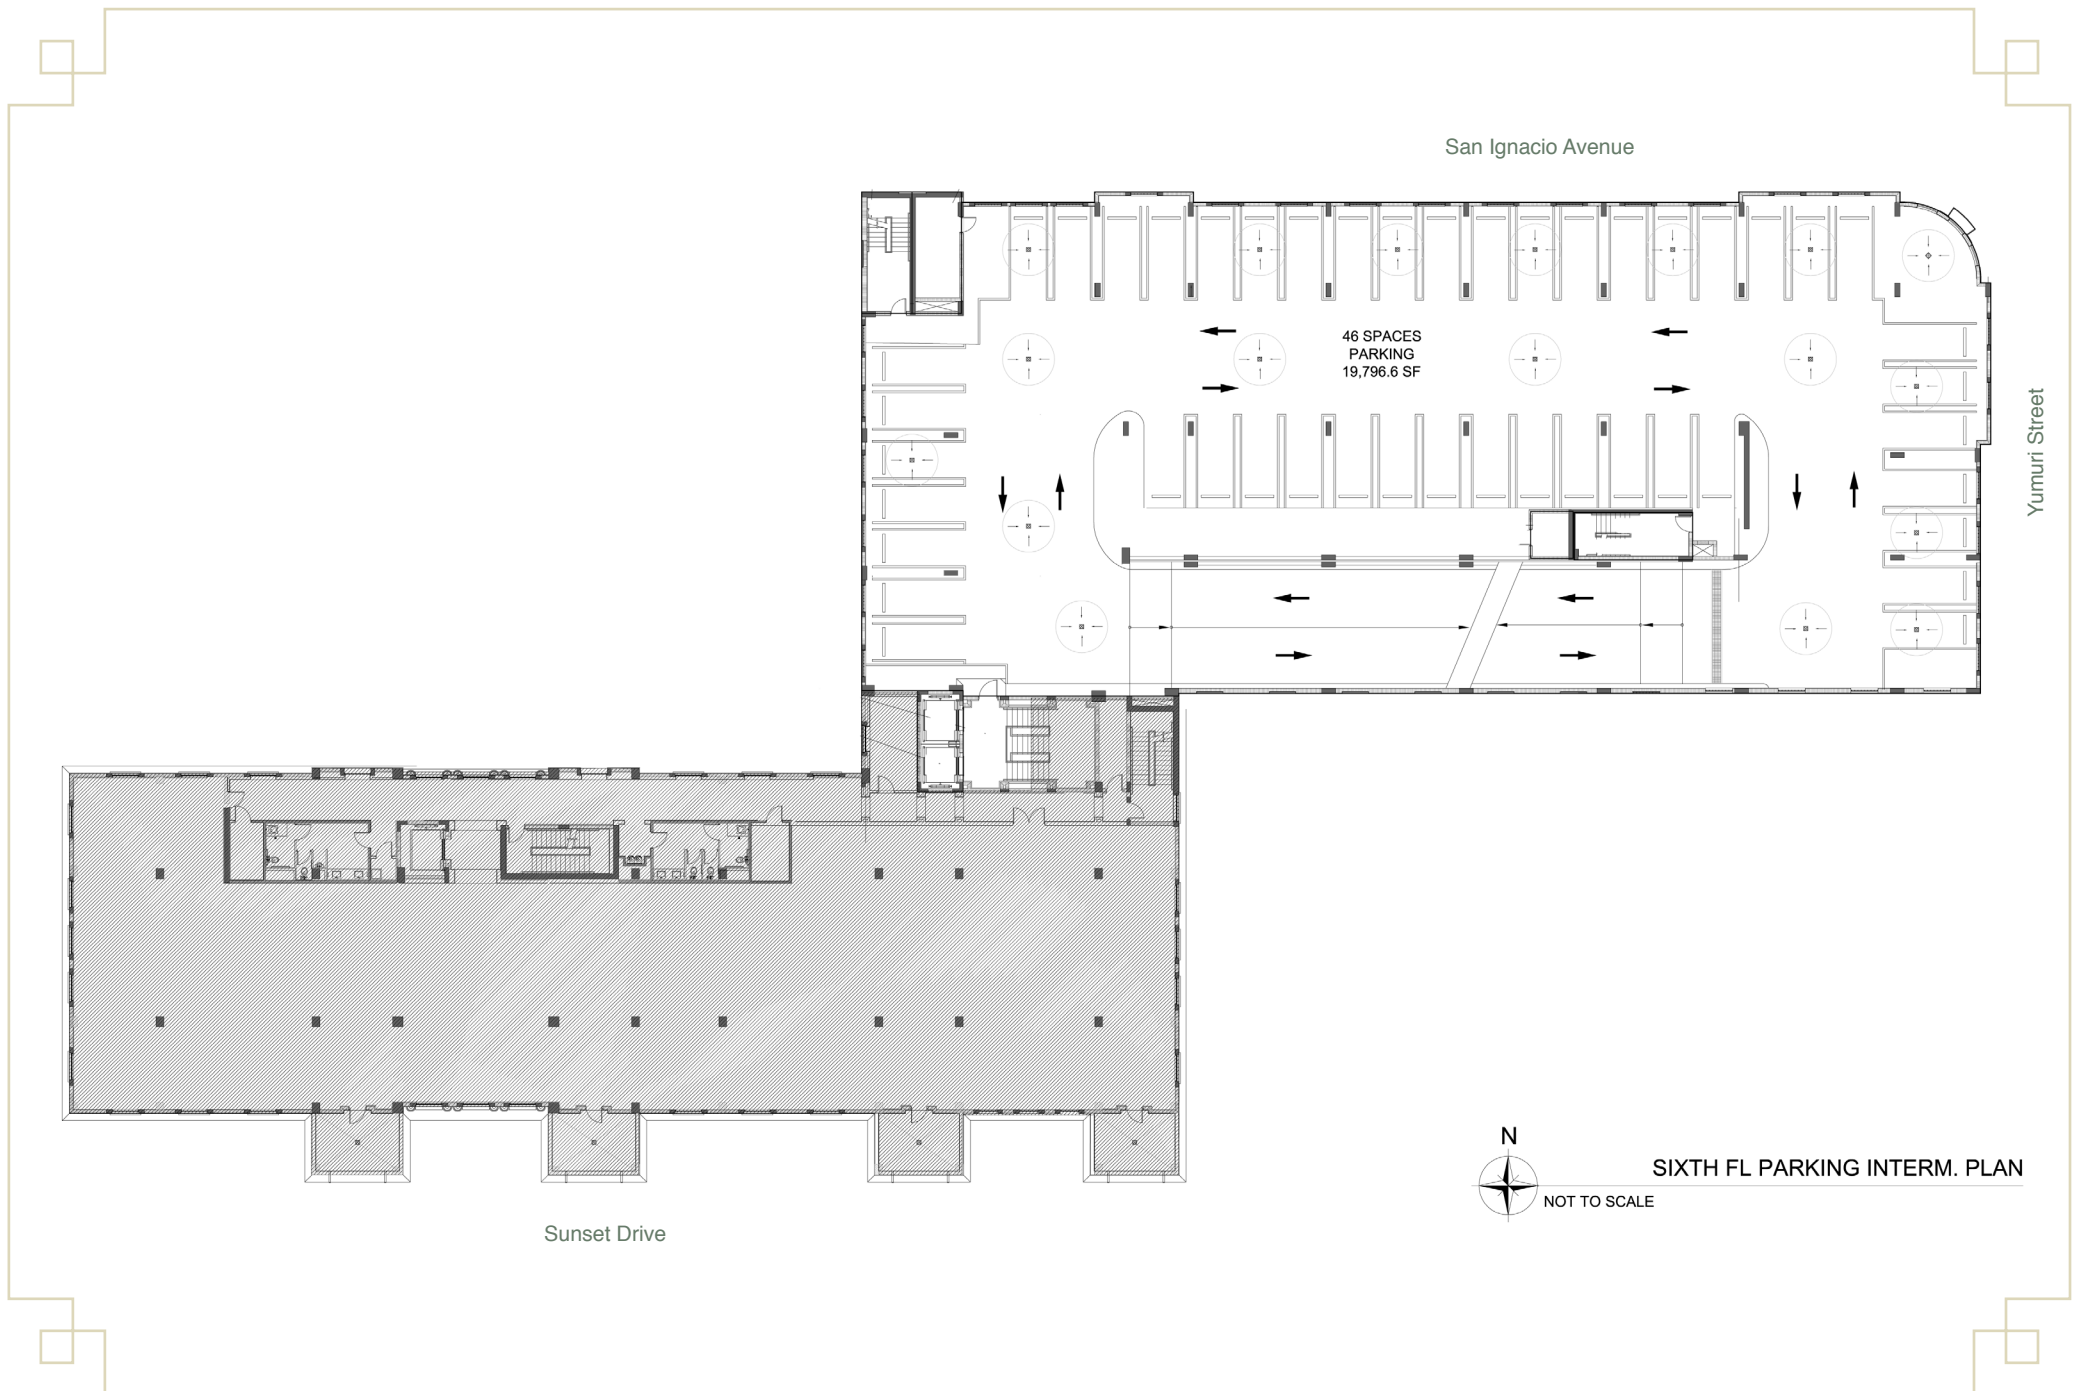 San Ignacio Avenue
46 SPACES
PARKING
19,796.6 SF
Yumuri Street
N
SIXTH FL PARKING INTERM. PLAN
NOT TO SCALE
Sunset Drive